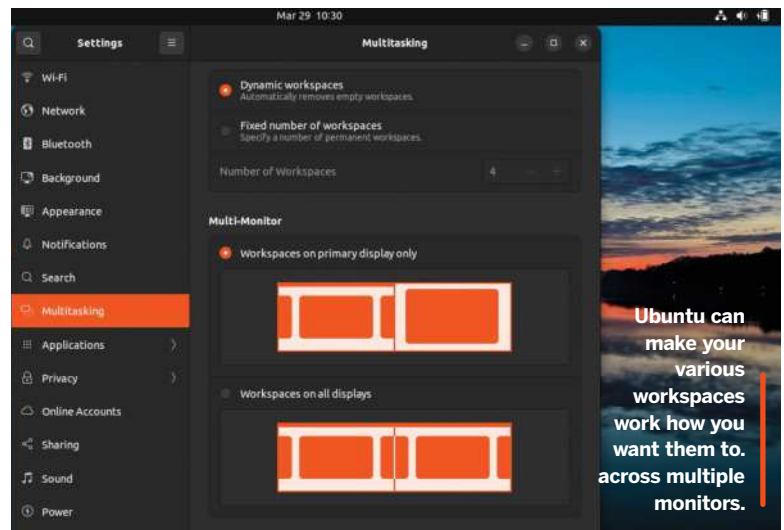 Mar 29 10:30
Settings
Multitasking
Wi-Fi
Network
Bluetooth
Background
Appearance
Notifications
Search
Multitasking
Applications
Privacy
Online Accounts
Sharing
Sound
Power
Dynamic workspaces
Automatically removes empty workspaces.
Fixed number of workspaces
Specify a number of permanent workspaces.
Number of Workspaces 4 - +
Multi-Monitor
Workspaces on primary display only
Workspaces on all displays
Ubuntu can
make your
various
workspaces
work how you
want them to.
across multiple
monitors.